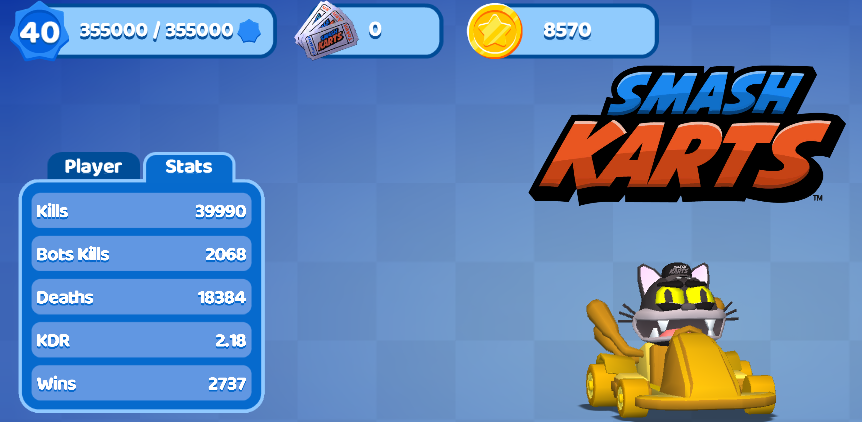 40 355000 / 355000 0 8570
SMASH
KARTS
TM
Player Stats
Kills 39990
Bots Kills 2068
Deaths 18384
KDR 2.18
Wins 2737